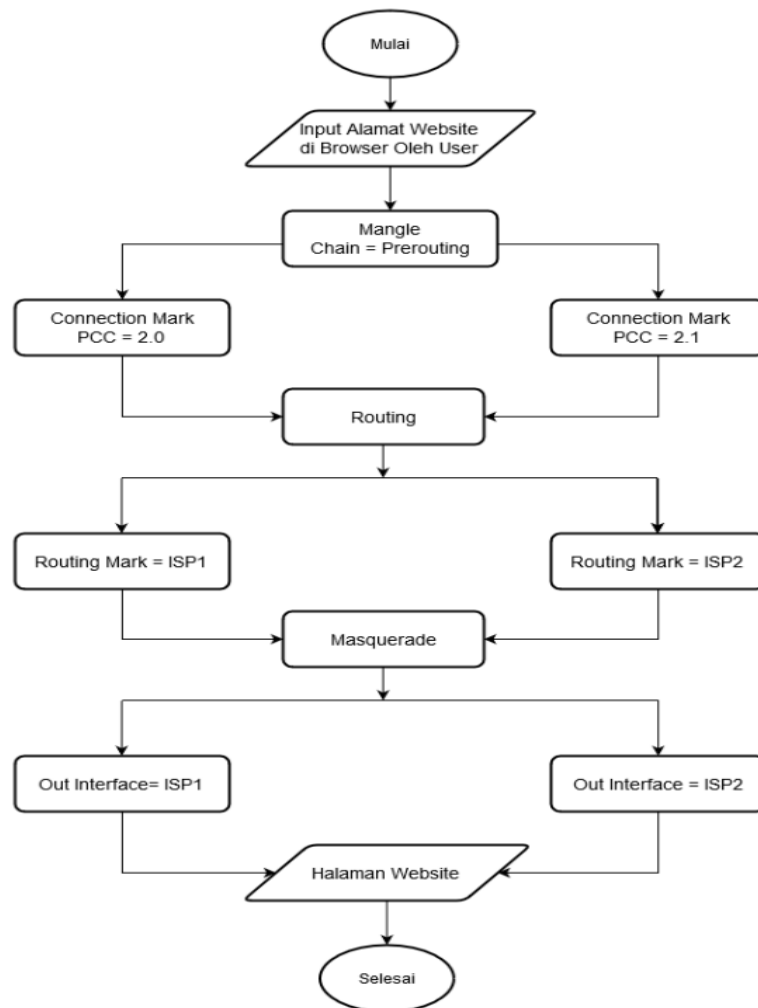 Mulai
Input Alamat Website
di Browser Oleh User
Mangle
Chain = Prerouting
Connection Mark
PCC = 2.0
Connection Mark
PCC = 2.1
Routing
Routing Mark = ISP1
Routing Mark = ISP2
Masquerade
Out Interface= ISP1
Out Interface = ISP2
Halaman Website
Selesai